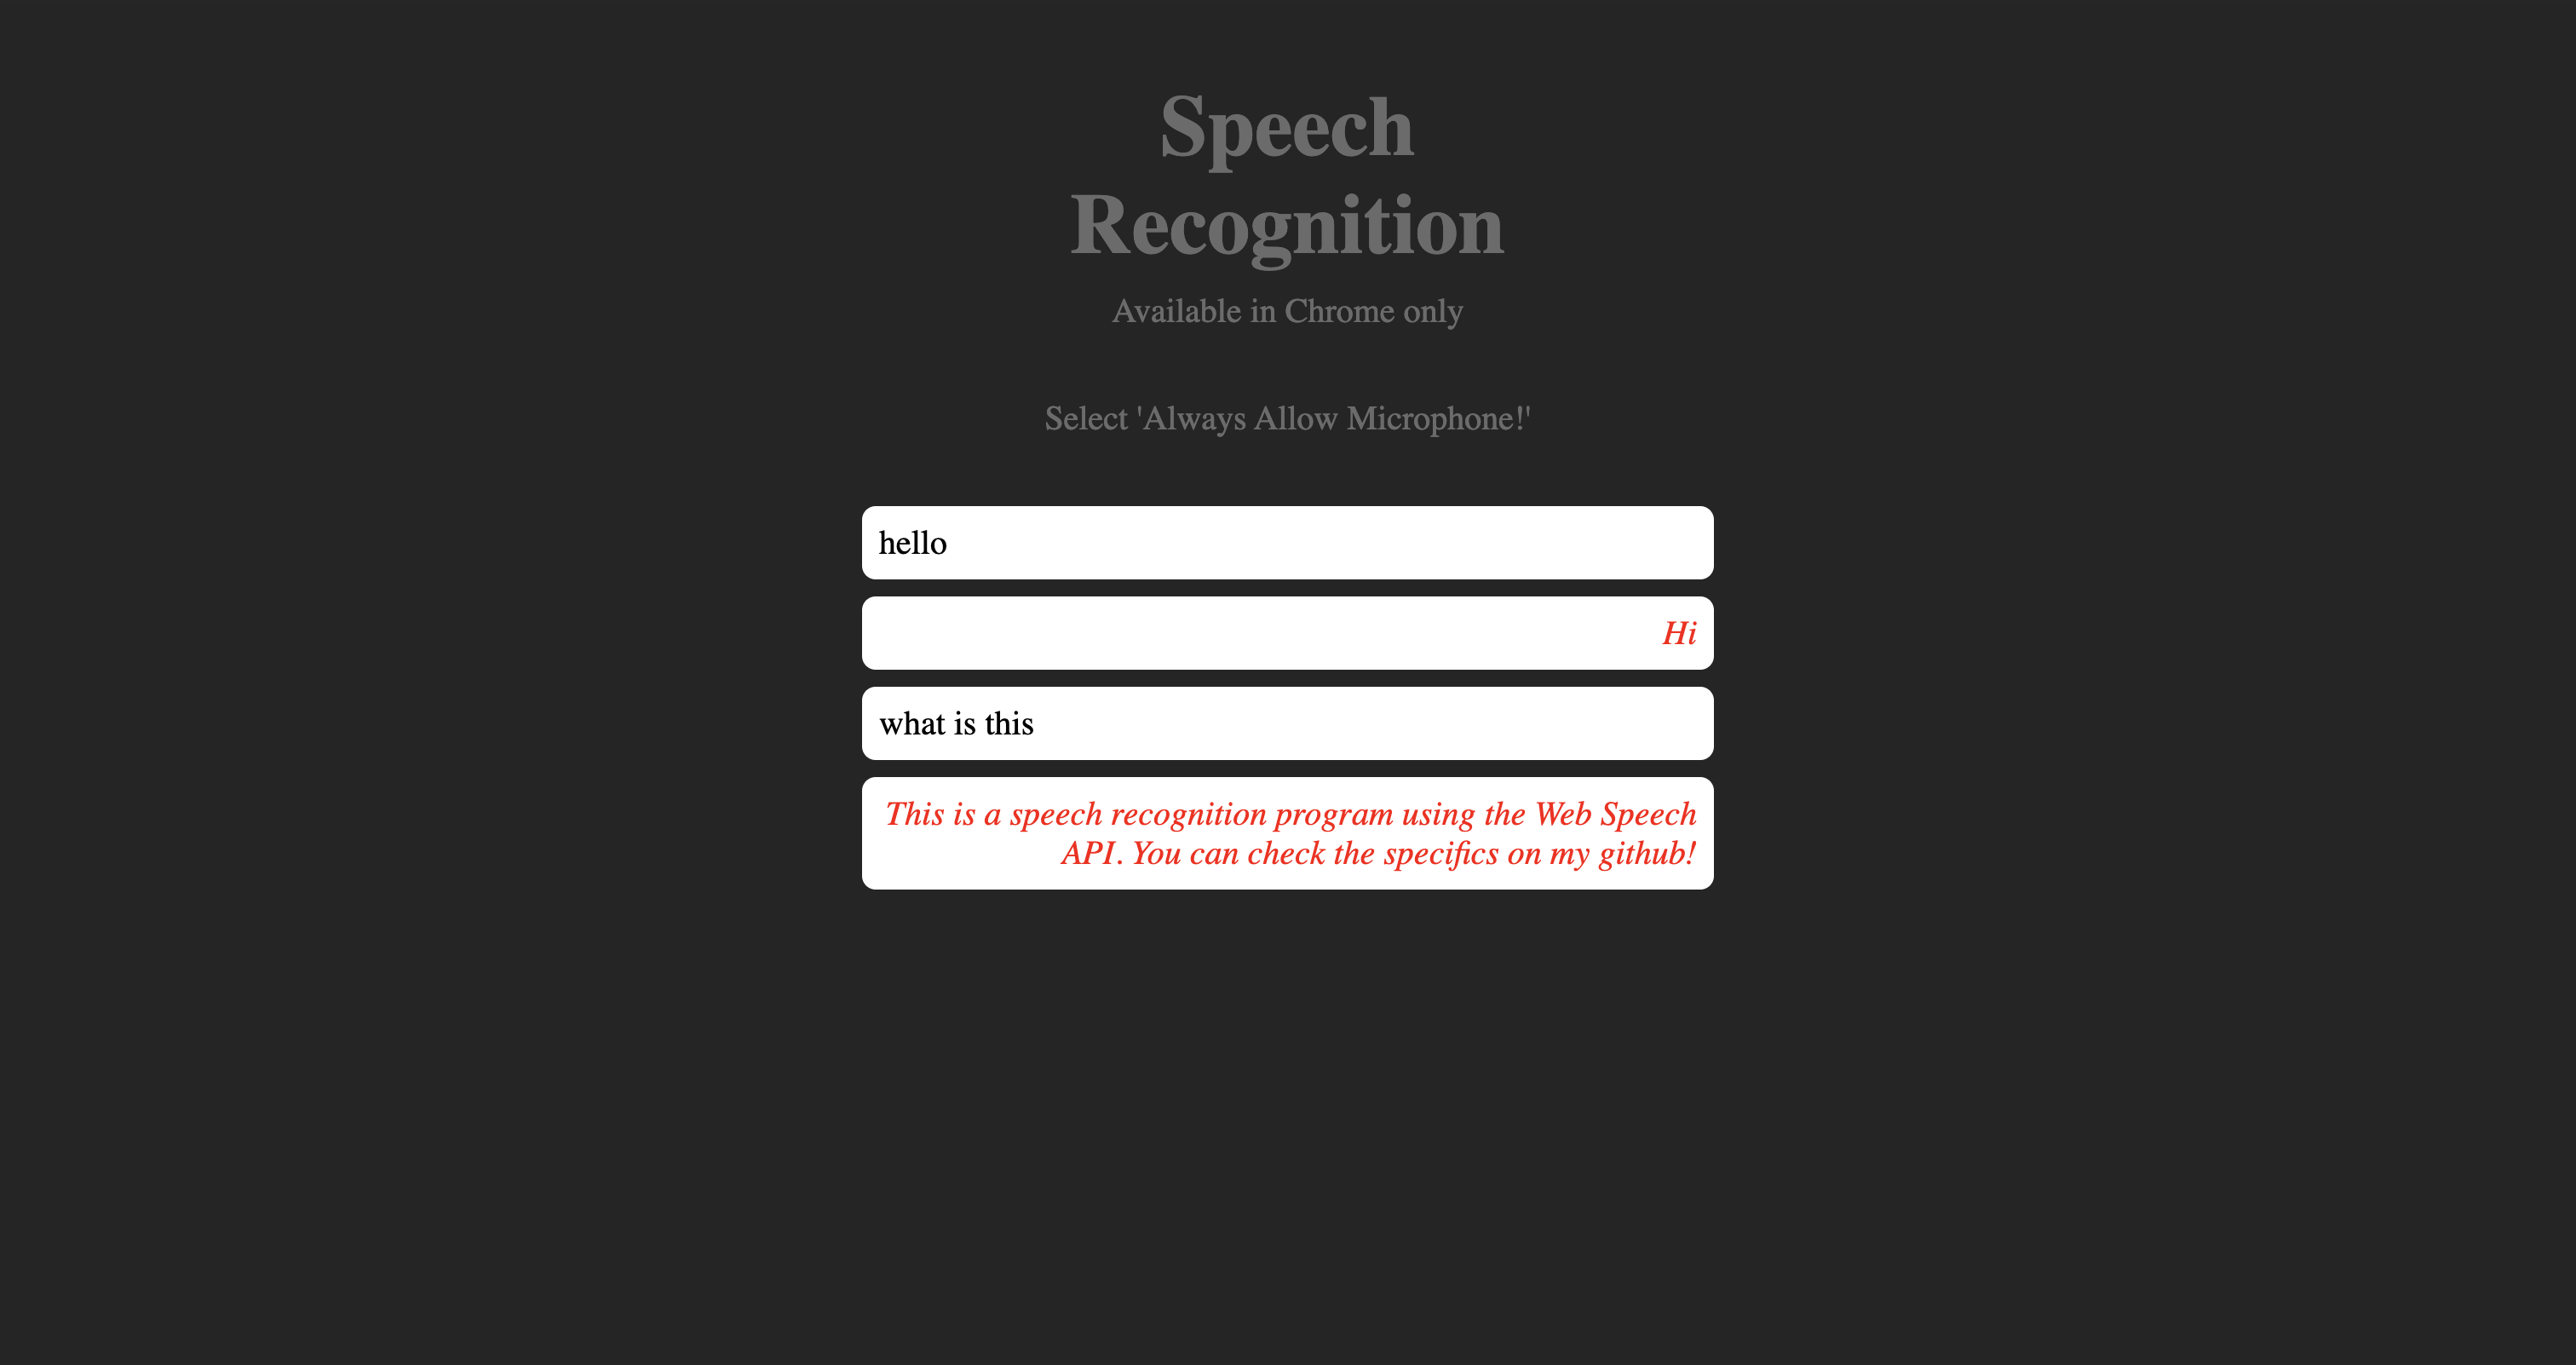 Speech
Recognition
Available in Chrome only
Select 'Always Allow Microphone!'
hello
Hi
what is this
This is a speech recognition program using the Web Speech
API. You can check the specifics on my github!